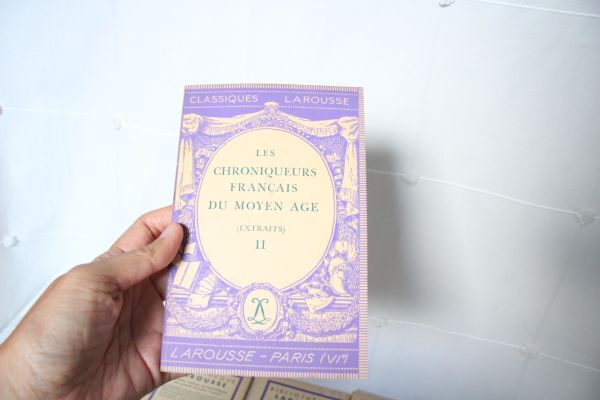 CLASSIQUES LAROUSSE
LES
CHRONIQUEURS
FRANÇAIS
DU MOYEN AGE
(EXTRAITS)
II
LAROUSSE - PARIS (VIe)